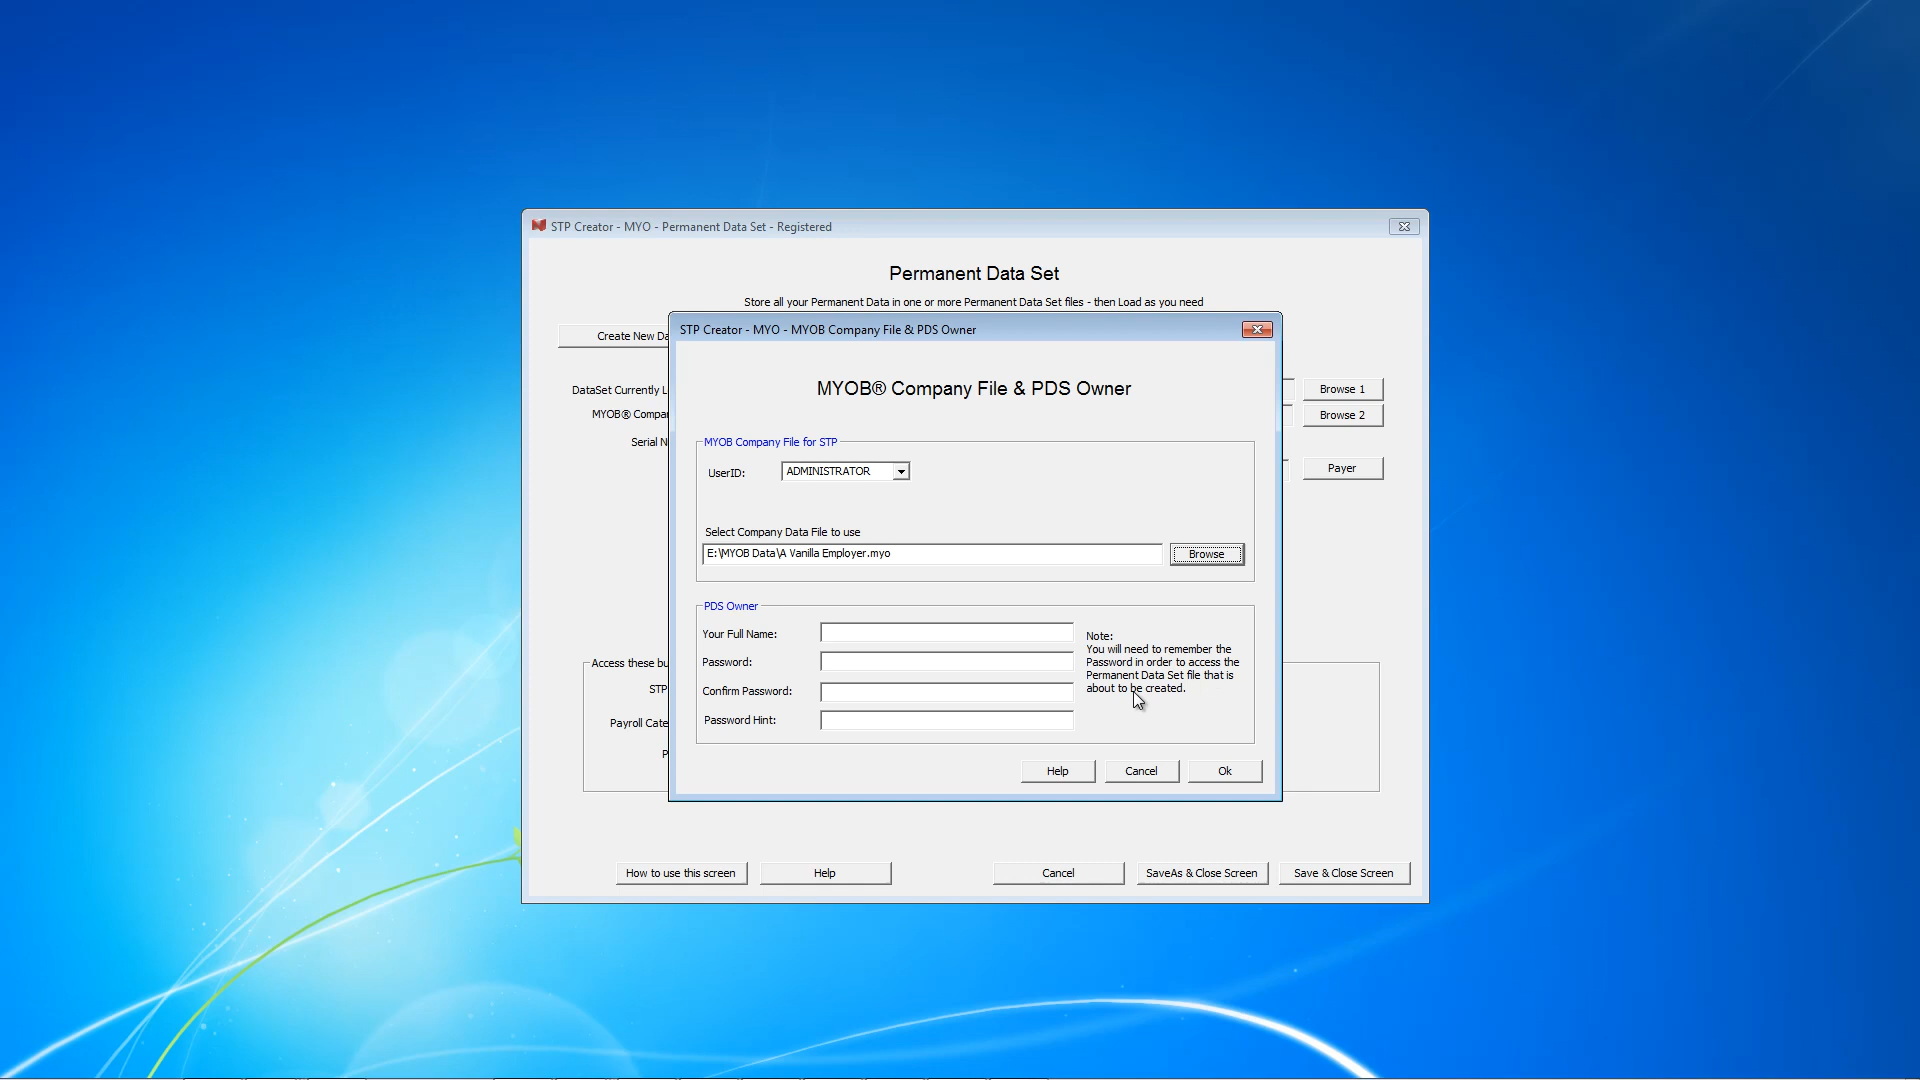 STP Creator - MYO - Permanent Data Set - Registered
Permanent Data Set
Store all your Permanent Data in one or more Permanent Data Set files - then Load as you need
Create New Da
DataSet Currently L
Browse 1
MYOB® Compa
Browse 2
Serial N
Payer
Access these bu
STP
Payroll Cate
P
How to use this screen
Help
Cancel
SaveAs & Close Screen
Save & Close Screen
STP Creator - MYO - MYOB Company File & PDS Owner
MYOB® Company File & PDS Owner
MYOB Company File for STP
UserID:
ADMINISTRATOR
Select Company Data File to use
E:\MYOB Data\A Vanilla Employer.myo
Browse
PDS Owner
Your Full Name:
Password:
Confirm Password:
Password Hint:
Note:
You will need to remember the
Password in order to access the
Permanent Data Set file that is
about to be created.
Help
Cancel
Ok